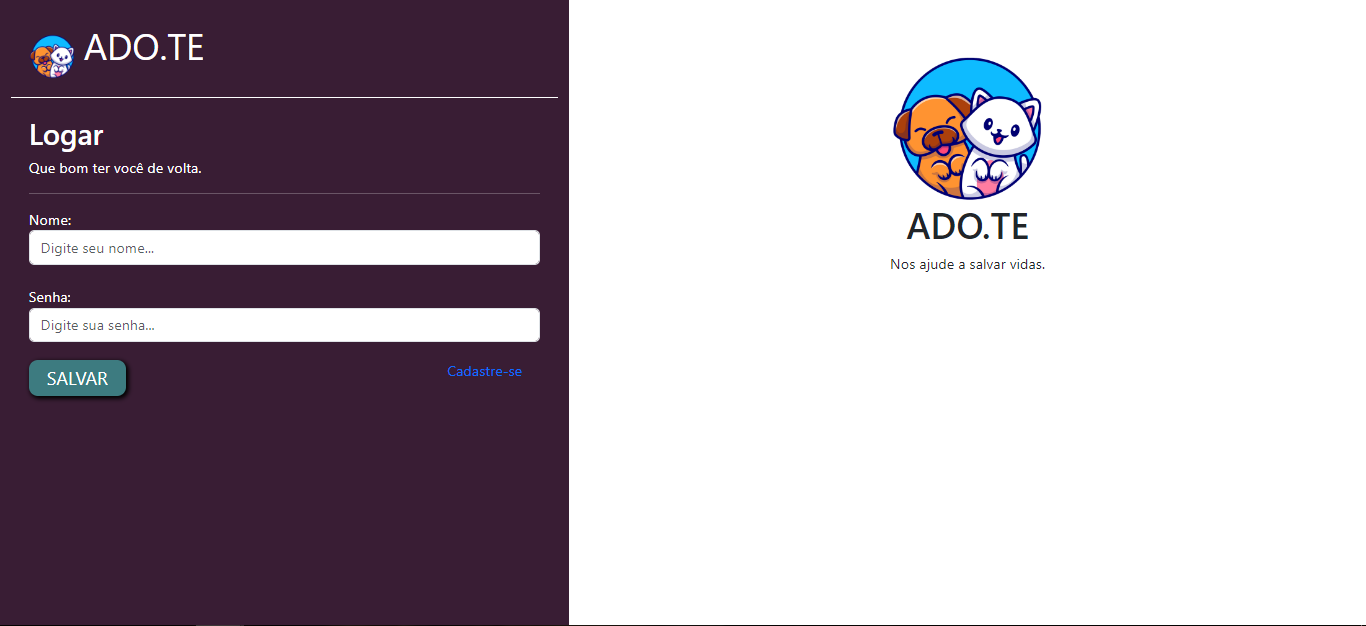 ADO.TE
Logar
Que bom ter você de volta.
Nome:
Digite seu nome...
Senha:
Digite sua senha...
SALVAR
Cadastre-se
ADO.TE
Nos ajude a salvar vidas.